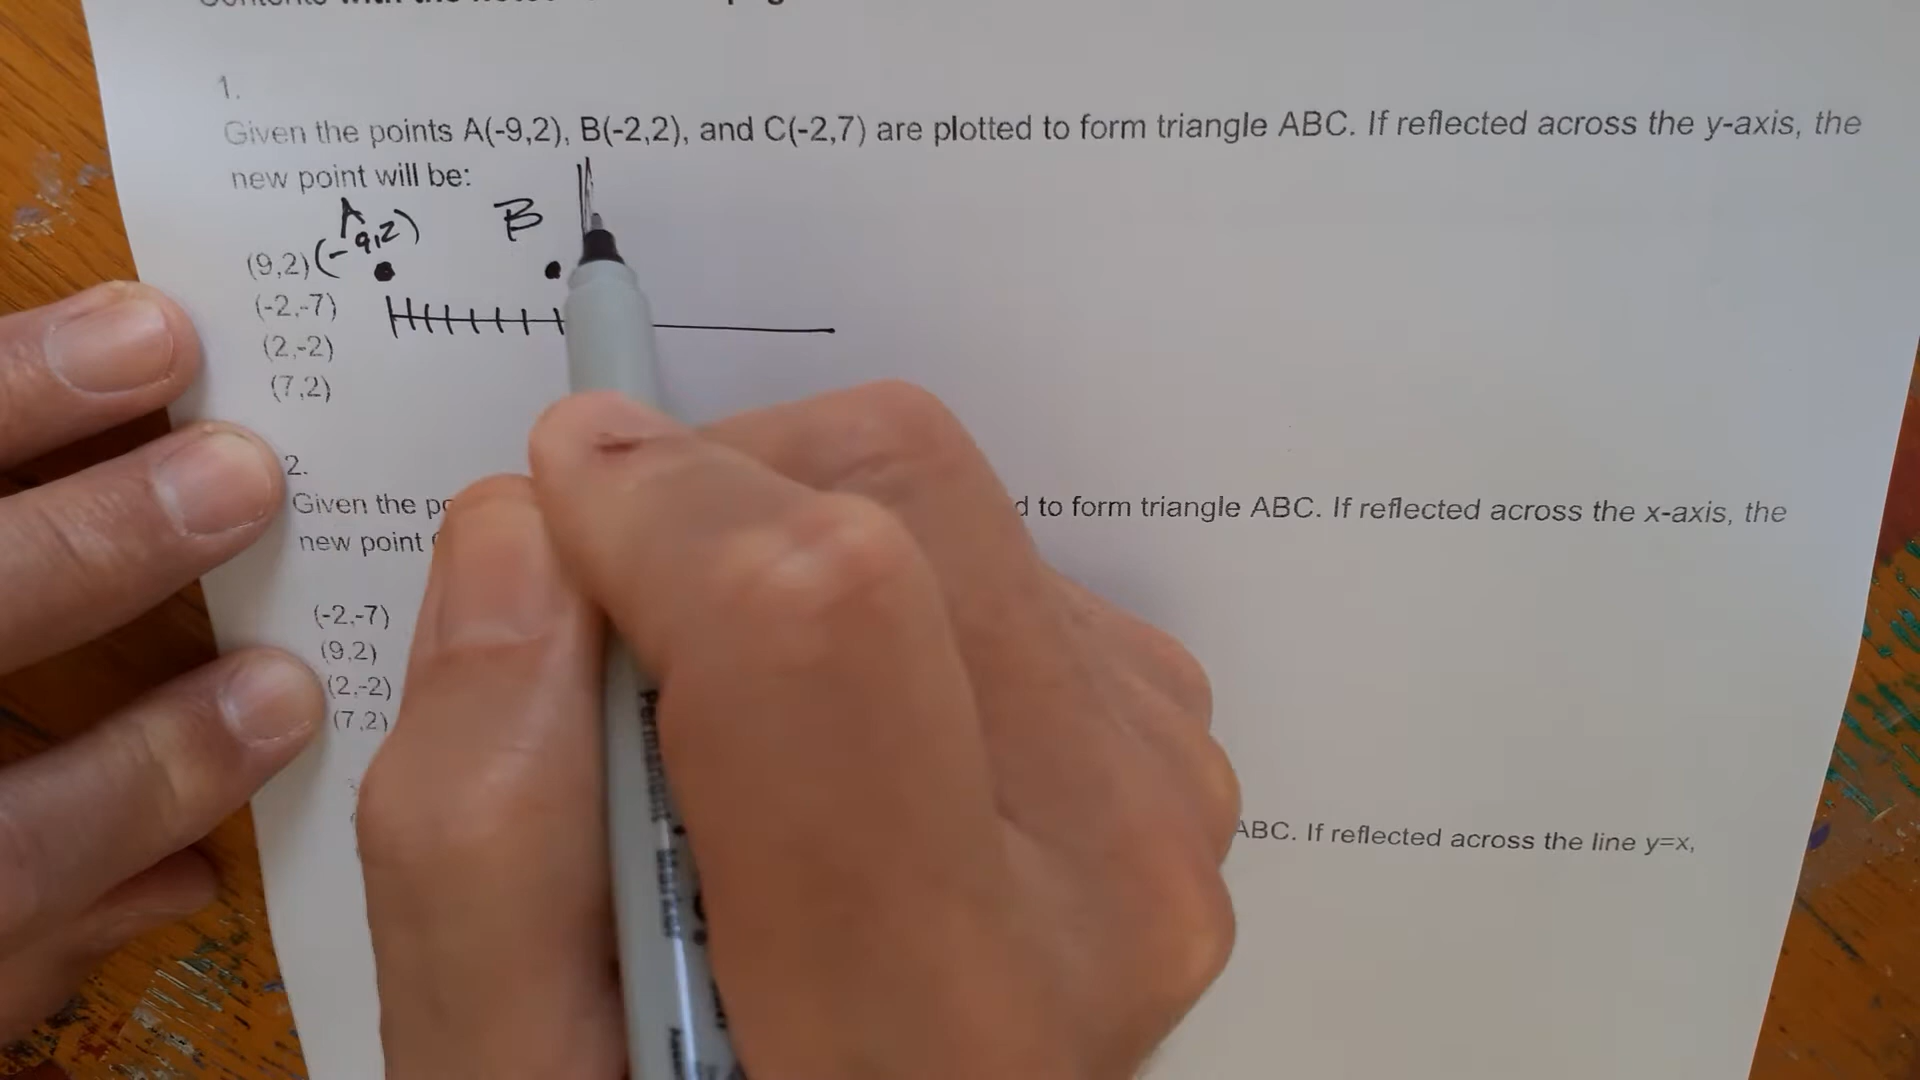 1.
Given the points A(-9,2), B(-2,2), and C(-2,7) are plotted to form triangle ABC. If reflected across the y-axis, the
new point will be:
A
B
(-9,2)
(9,2)
(-2,-7)
(2,-2)
(7,2)
2.
Given the d to form triangle ABC. If reflected across the x-axis, the
new point
(-2,-7)
(9,2)
(2,-2)
(7,2)
ABC. If reflected across the line y=x,
Permanent
Marker